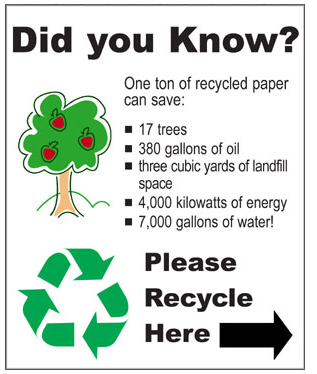 Did you Know?
One ton of recycled paper
can save:
■ 17 trees
■ 380 gallons of oil
■ three cubic yards of landfill
space
■ 4,000 kilowatts of energy
■ 7,000 gallons of water!
Please
Recycle
Here